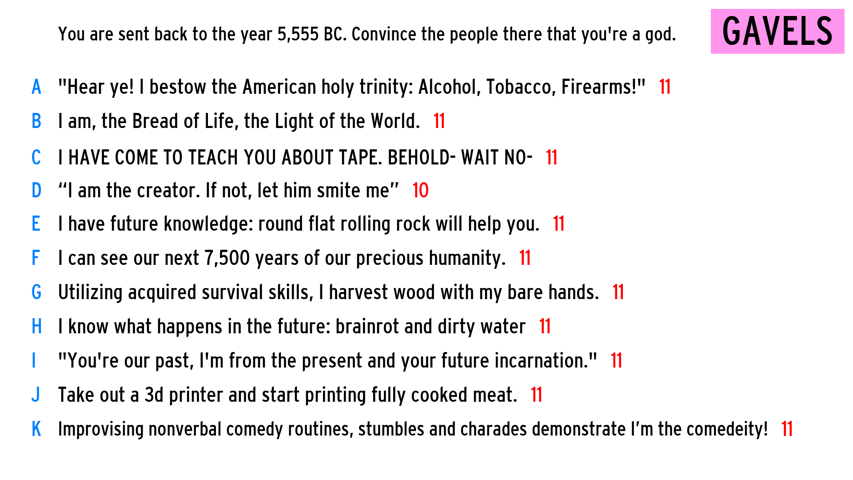 You are sent back to the year 5,555 BC. Convince the people there that you're a god.
GAVELS
A "Hear ye! I bestow the American holy trinity: Alcohol, Tobacco, Firearms!" 11
B I am, the Bread of Life, the Light of the World. 11
C I HAVE COME TO TEACH YOU ABOUT TAPE. BEHOLD- WAIT NO- 11
D “I am the creator. If not, let him smite me” 10
E I have future knowledge: round flat rolling rock will help you. 11
F I can see our next 7,500 years of our precious humanity. 11
G Utilizing acquired survival skills, I harvest wood with my bare hands. 11
H I know what happens in the future: brainrot and dirty water 11
I "You're our past, I'm from the present and your future incarnation." 11
J Take out a 3d printer and start printing fully cooked meat. 11
K Improvising nonverbal comedy routines, stumbles and charades demonstrate I’m the comedeity! 11